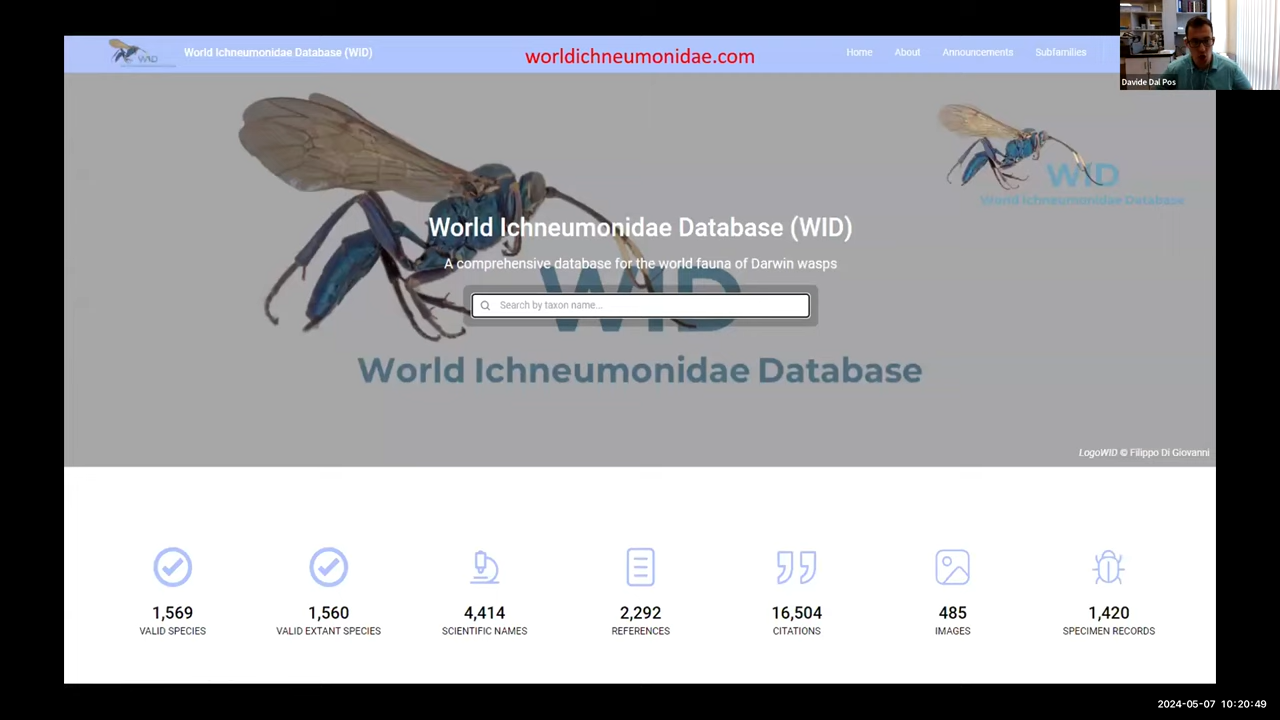 World Ichneumonidae Database (WID)
worldichneumonidae.com
Home
About
Announcements
Subfamilies
Davide Dal Pos
WID
World Ichneumonidae Database
World Ichneumonidae Database (WID)
A comprehensive database for the world fauna of Darwin wasps
Search by taxon name...
WID
World Ichneumonidae Database
LogoWID © Filippo Di Giovanni
1,569
VALID SPECIES
1,560
VALID EXTANT SPECIES
4,414
SCIENTIFIC NAMES
2,292
REFERENCES
16,504
CITATIONS
485
IMAGES
1,420
SPECIMEN RECORDS
2024-05-07 10:20:49